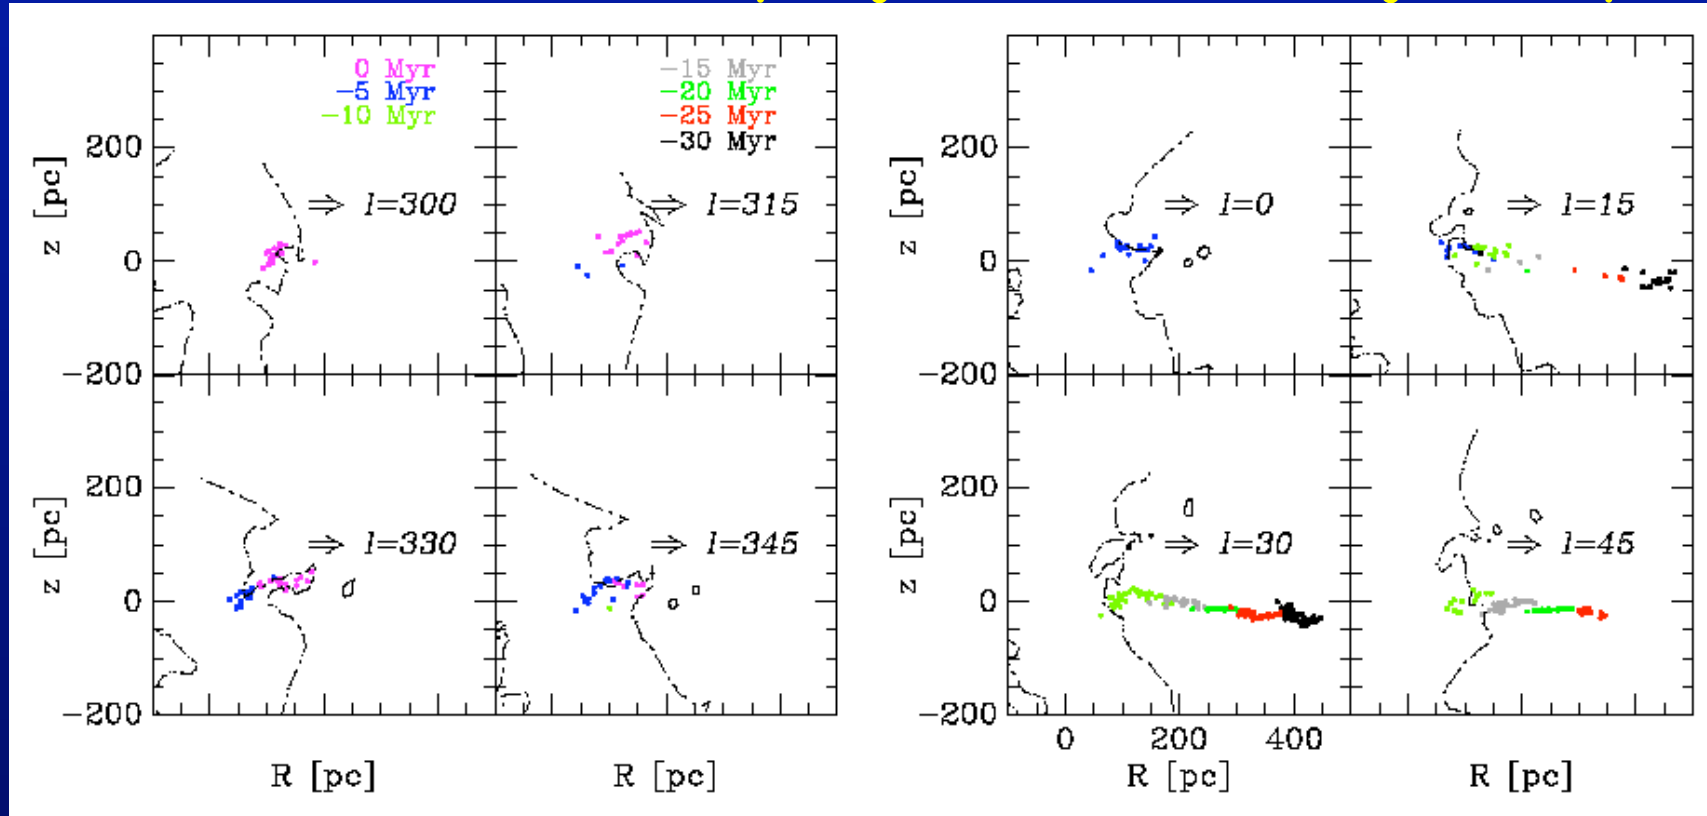 0 Myr
−5 Myr
−10 Myr
−15 Myr
−20 Myr
−25 Myr
−30 Myr
z [pc]
200
0
−200
⇒ l=300
⇒ l=315
z [pc]
200
0
−200
⇒ l=0
⇒ l=15
z [pc]
200
0
−200
⇒ l=330
⇒ l=345
z [pc]
200
0
−200
⇒ l=30
⇒ l=45
0 200 400
R [pc]
R [pc]
R [pc]
R [pc]